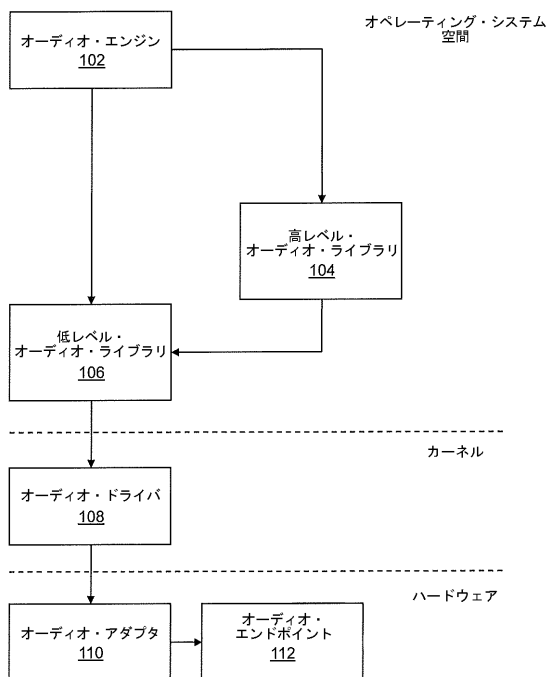 オペレーティング・システム
空間
オーディオ・エンジン
102
高レベル・
オーディオ・ライブラリ
104
低レベル・
オーディオ・ライブラリ
106
カーネル
オーディオ・ドライバ
108
ハードウェア
オーディオ・アダプタ
110
オーディオ・
エンドポイント
112